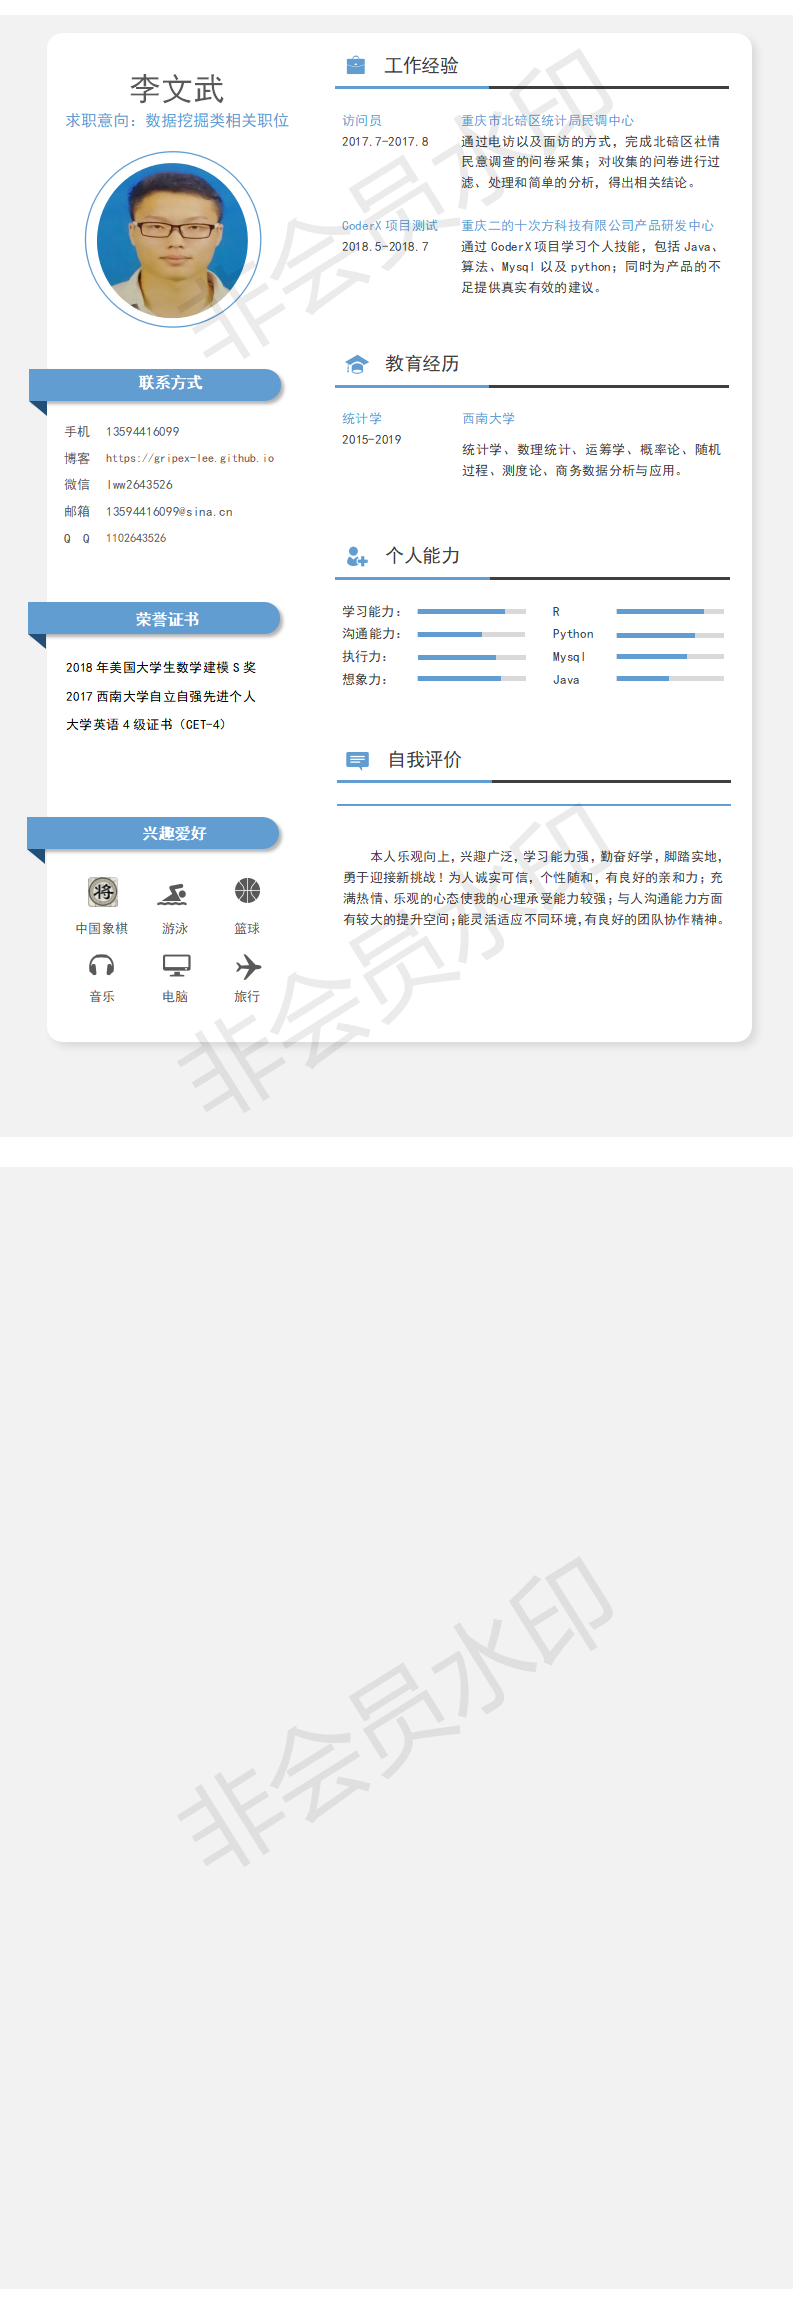 李文武
求职意向：数据挖掘类相关职位
联系方式
手机 13594416099
博客 https://gripex-lee.github.io
微信 lww2643526
邮箱 13594416099@sina.cn
Q Q 1102643526
荣誉证书
2018 年美国大学生数学建模 S 奖
2017 西南大学自立自强先进个人
大学英语 4 级证书（CET-4）
兴趣爱好
将
中国象棋 游泳 篮球
音乐 电脑 旅行
工作经验
访问员 重庆市北碚区统计局民调中心
2017.7-2017.8 通过电访以及面访的方式，完成北碚区社情
民意调查的问卷采集；对收集的问卷进行过
滤、处理和简单的分析，得出相关结论。
CoderX 项目测试 重庆二的十次方科技有限公司产品研发中心
2018.5-2018.7 通过 CoderX 项目学习个人技能，包括 Java、
算法、Mysql 以及 python；同时为产品的不
足提供真实有效的建议。
教育经历
统计学 西南大学
2015-2019
统计学、数理统计、运筹学、概率论、随机
过程、测度论、商务数据分析与应用。
个人能力
学习能力： R
沟通能力： Python
执行力： Mysql
想象力： Java
自我评价
本人乐观向上，兴趣广泛，学习能力强，勤奋好学，脚踏实地，
勇于迎接新挑战！为人诚实可信，个性随和，有良好的亲和力；充
满热情、乐观的心态使我的心理承受能力较强；与人沟通能力方面
有较大的提升空间；能灵活适应不同环境，有良好的团队协作精神。
非会员水印
非会员水印
非会员水印